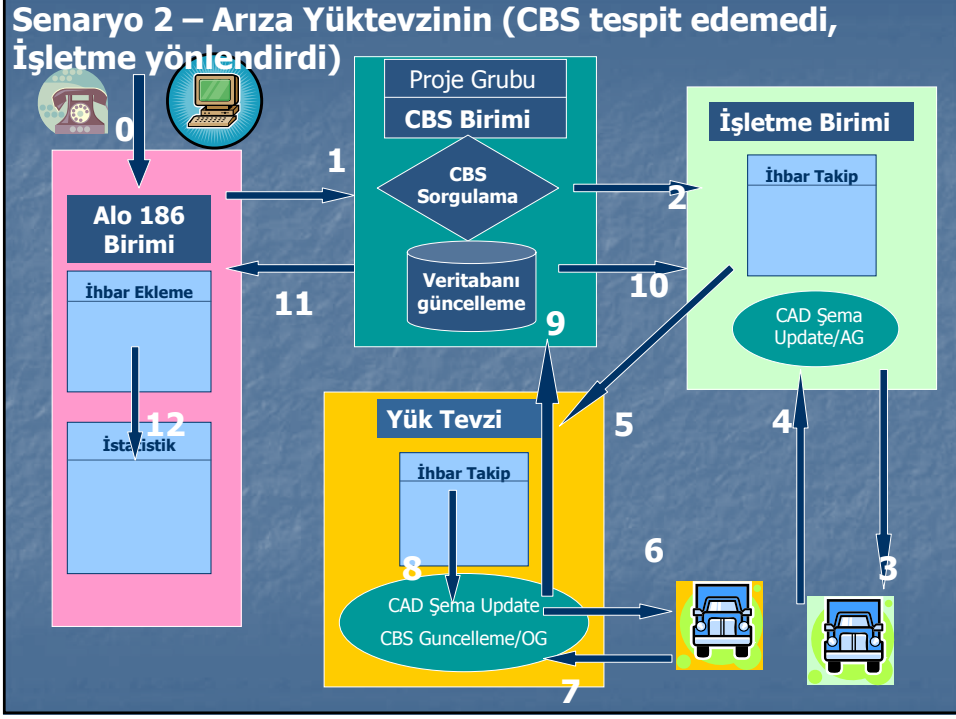 Senaryo 2 – Arıza Yüktevzinin (CBS tespit edemedi,
İşletme yönlendirdi)
0
Alo 186
Birimi
İhbar Ekleme
12
İstatistik
1
11
Proje Grubu
CBS Birimi
CBS
Sorgulama
Veritabanı
güncelleme
9
2
10
İşletme Birimi
İhbar Takip
CAD Şema
Update/AG
5
4
3
Yük Tevzi
İhbar Takip
8
CAD Şema Update
CBS Guncelleme/OG
6
7